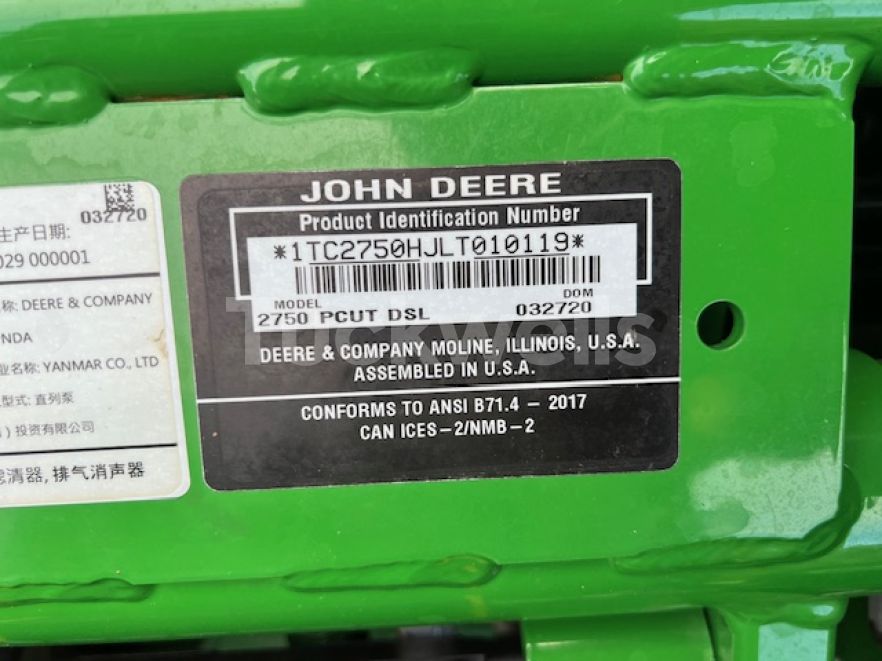 生产日期:
032720
029 000001
称: DEERE & COMPANY
NDA
业名称: YANMAR CO., LTD
型式: 直列泵
) 投资有限公司
滤清器, 排气消声器
JOHN DEERE
Product Identification Number
*1TC2750HJLT010119*
MODEL DOM
2750 PCUT DSL 032720
DEERE & COMPANY MOLINE, ILLINOIS, U.S.A.
ASSEMBLED IN U.S.A.
CONFORMS TO ANSI B71.4 – 2017
CAN ICES–2/NMB–2
Tuckwells